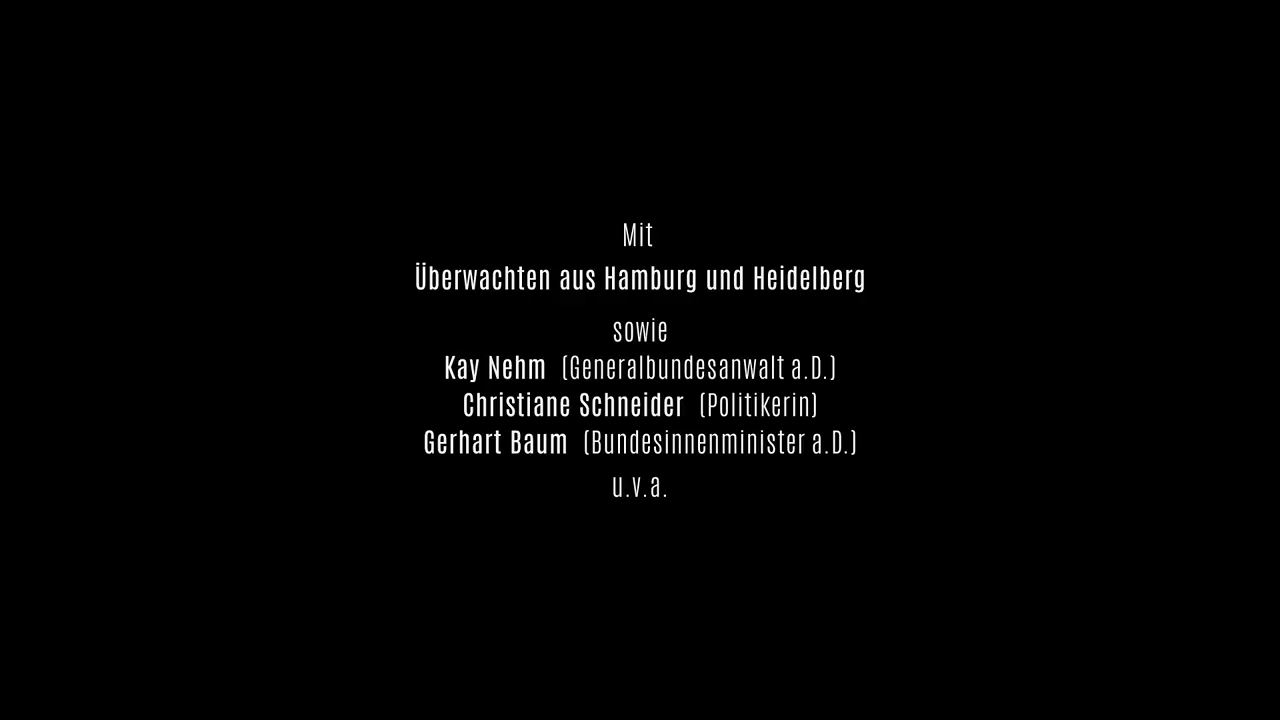 Mit
Überwachten aus Hamburg und Heidelberg
sowie
Kay Nehm (Generalbundesanwalt a.D.)
Christiane Schneider (Politikerin)
Gerhart Baum (Bundesinnenminister a.D.)
u.v.a.